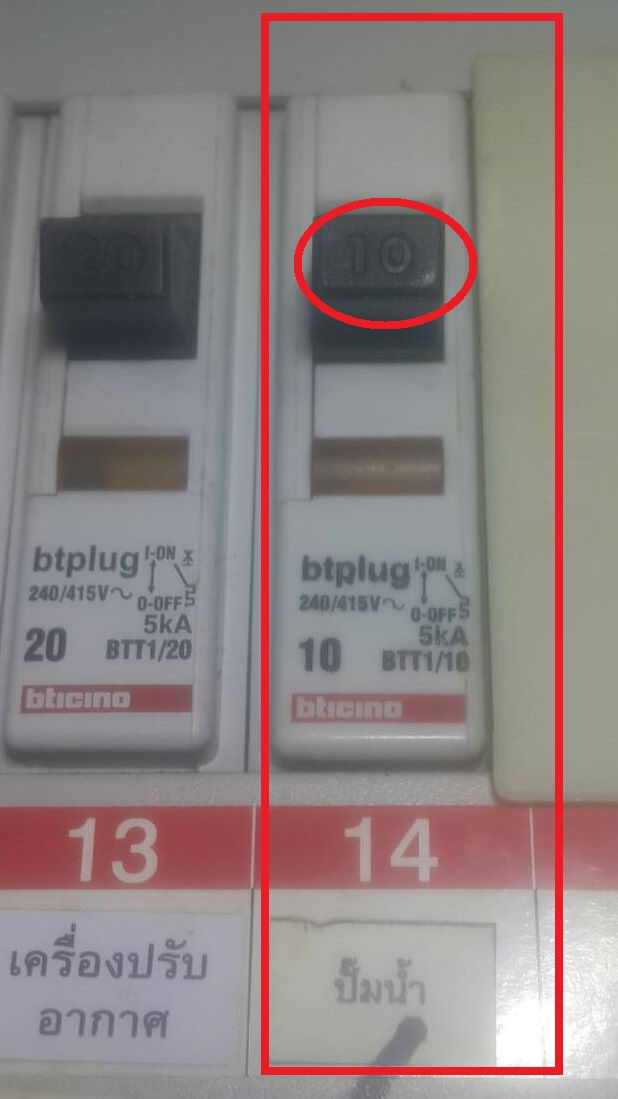 20
btplug I-ON
240/415V~ 0-OFF
5kA
20 BTT1/20
bticino
13
เครื่องปรับ
อากาศ
10
btplug I-ON
240/415V~ 0-OFF
5kA
10 BTT1/10
bticino
14
ปั๊มน้ำ